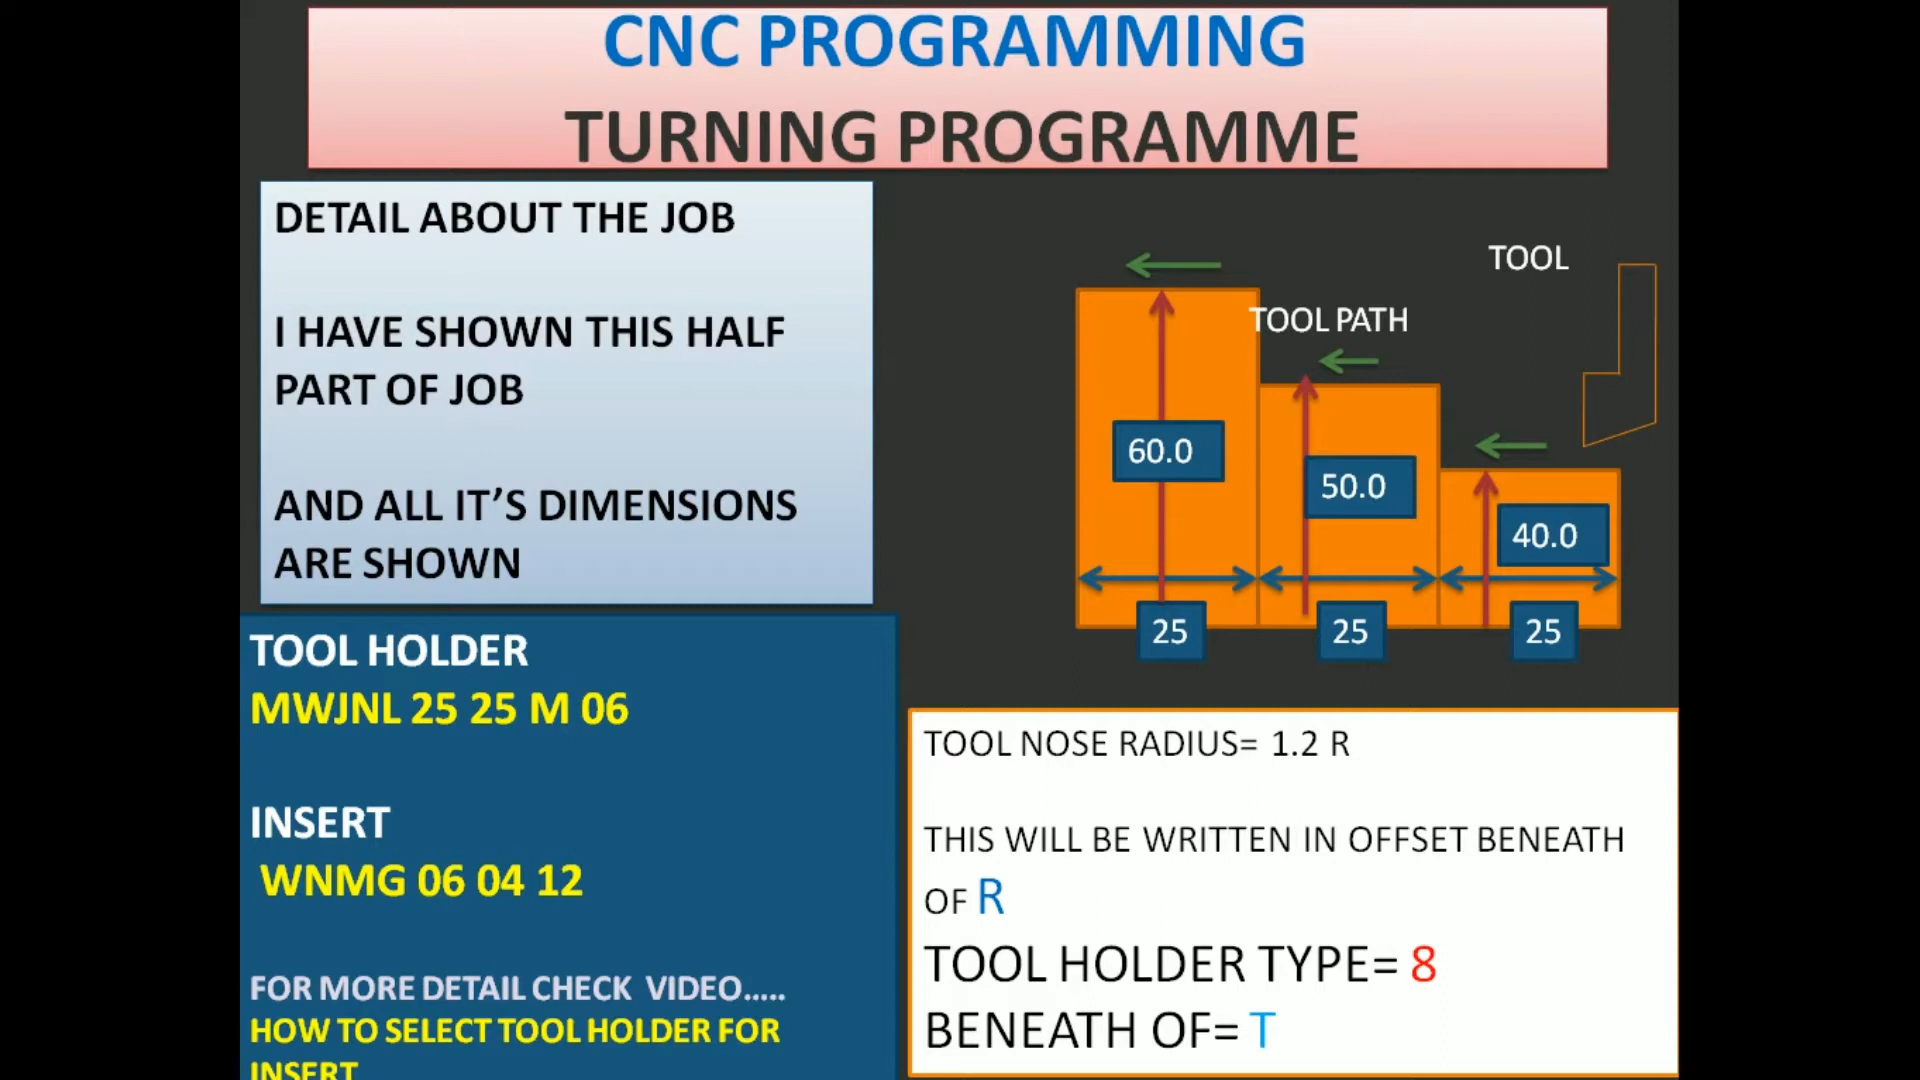 CNC PROGRAMMING
TURNING PROGRAMME
DETAIL ABOUT THE JOB
I HAVE SHOWN THIS HALF
PART OF JOB
AND ALL IT’S DIMENSIONS
ARE SHOWN
TOOL
TOOL PATH
60.0
50.0
40.0
25
25
25
TOOL HOLDER
MWJNL 25 25 M 06
INSERT
WNMG 06 04 12
FOR MORE DETAIL CHECK VIDEO.....
HOW TO SELECT TOOL HOLDER FOR
INSERT
TOOL NOSE RADIUS= 1.2 R
THIS WILL BE WRITTEN IN OFFSET BENEATH
OF R
TOOL HOLDER TYPE= 8
BENEATH OF= T